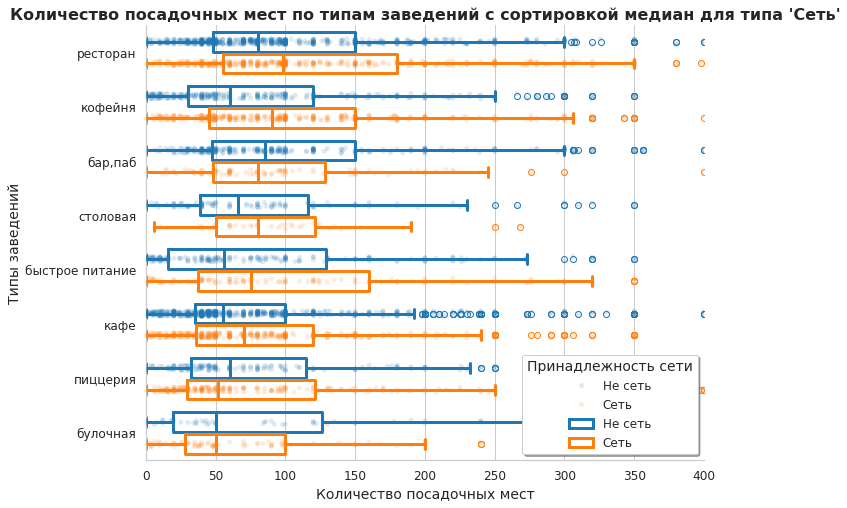 Количество посадочных мест по типам заведений с сортировкой медиан для типа 'Сеть'
Типы заведений
ресторан
кофейня
бар,паб
столовая
быстрое питание
кафе
пиццерия
булочная
Принадлежность сети
Не сеть
Сеть
Не сеть
Сеть
0 50 100 150 200 250 300 350 400
Количество посадочных мест